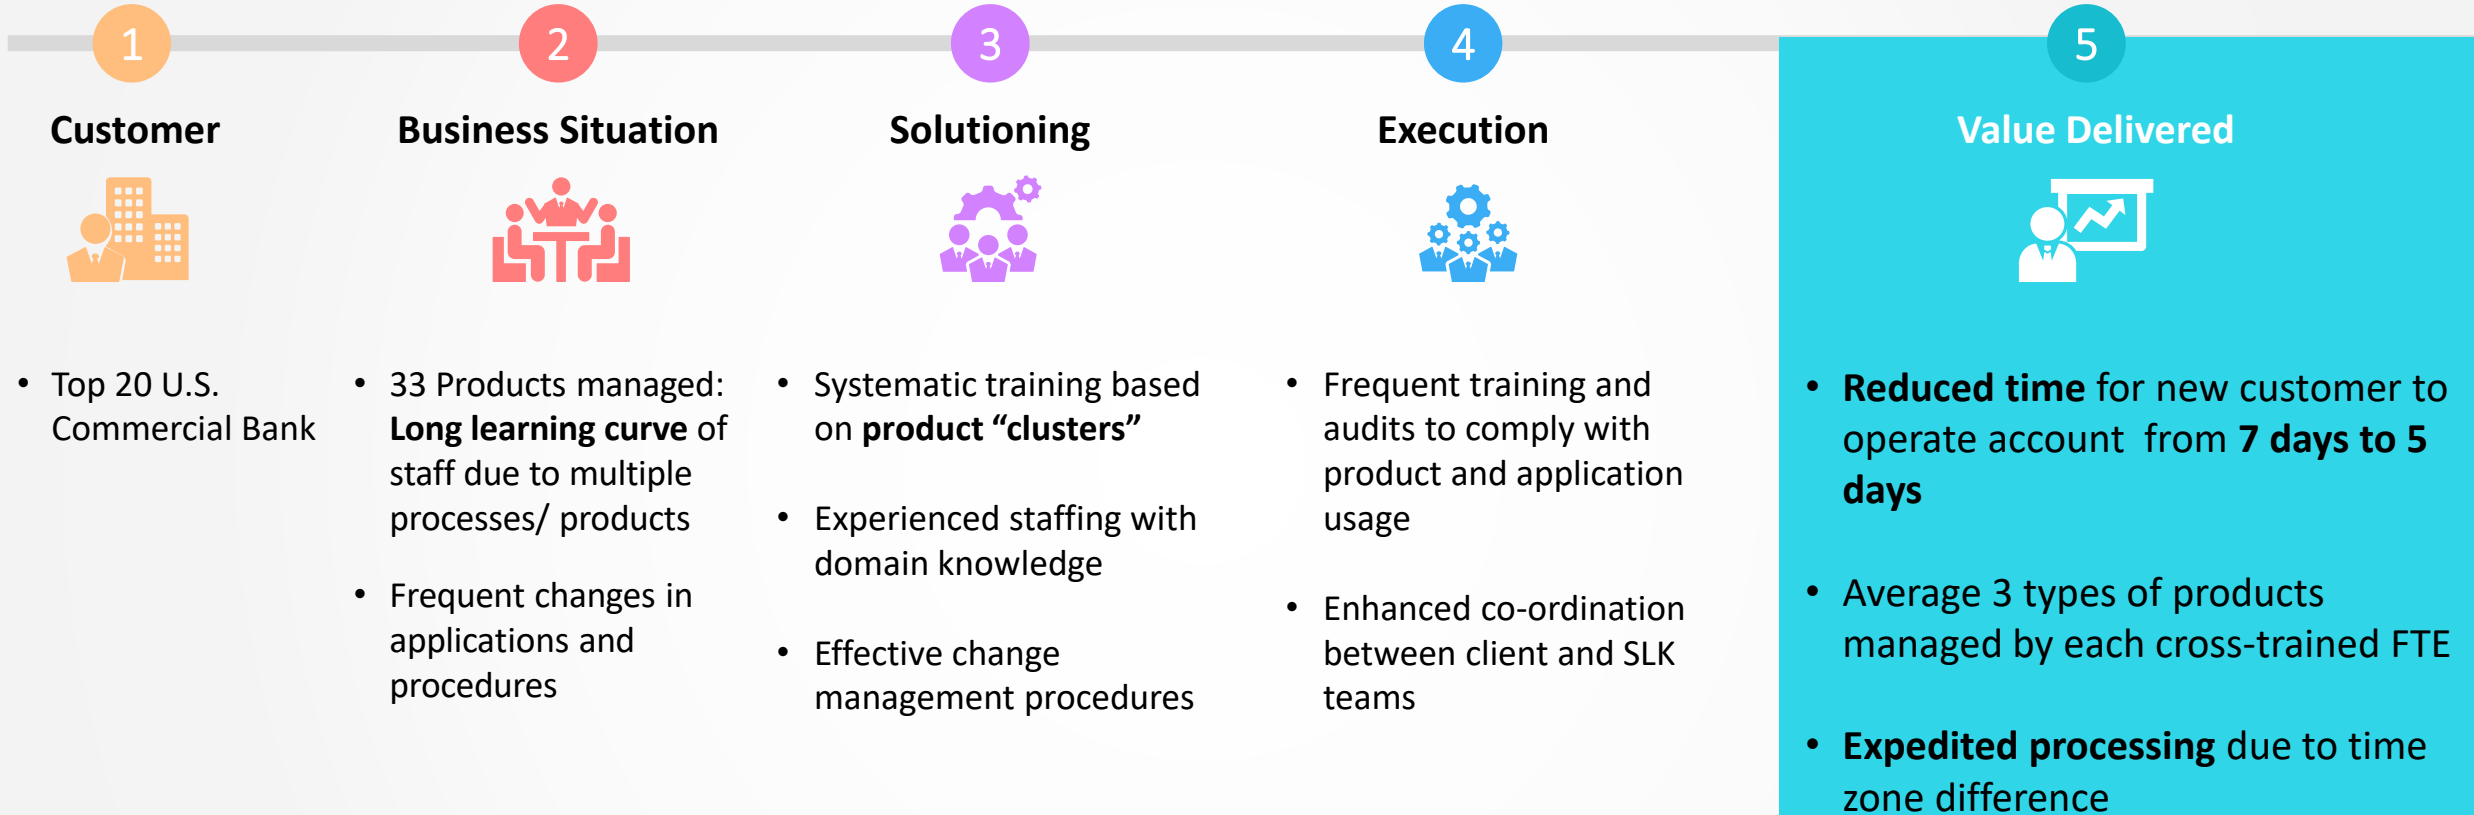 1
Customer
• Top 20 U.S.
Commercial Bank
2
Business Situation
• 33 Products managed:
Long learning curve of
staff due to multiple
processes/ products
• Frequent changes in
applications and
procedures
3
Solutioning
• Systematic training based
on product “clusters”
• Experienced staffing with
domain knowledge
• Effective change
management procedures
4
Execution
• Frequent training and
audits to comply with
product and application
usage
• Enhanced co-ordination
between client and SLK
teams
5
Value Delivered
• Reduced time for new customer to
operate account  from 7 days to 5
days
• Average 3 types of products
managed by each cross-trained FTE
• Expedited processing due to time
zone difference